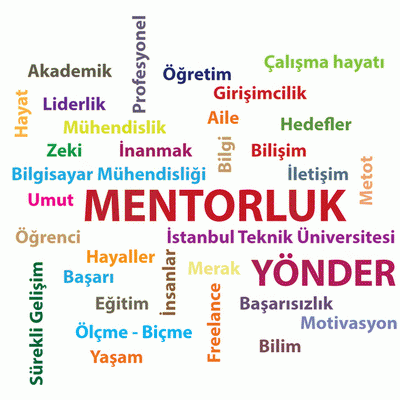 Profesyonel
Çalışma hayatı
Akademik
Öğretim
Girişimcilik
Hayat
Liderlik
Aile
Mühendislik
Hedefler
Zeki
İnanmak
Bilgi
Bilişim
Bilgisayar Mühendisliği
İletişim
Metot
Umut
MENTORLUK
Öğrenci
İstanbul Teknik Üniversitesi
Hayaller
İnsanlar
Merak
YÖNDER
Sürekli Gelişim
Başarı
Eğitim
Freelance
Başarısızlık
Ölçme - Biçme
Motivasyon
Yaşam
Bilim